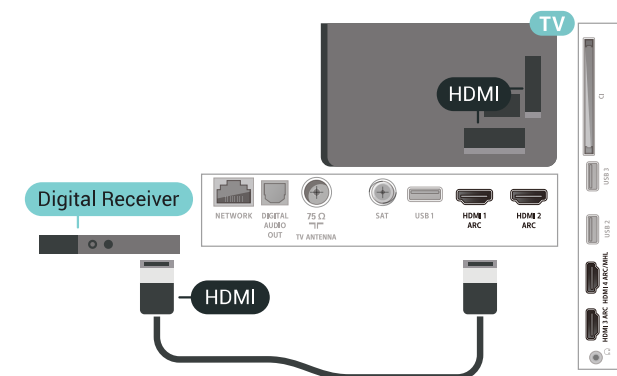 TV
HDMI
CI
USB 3
Digital Receiver
NETWORK
DIGITAL
AUDIO
OUT
75 Ω
TV ANTENNA
SAT
USB 1
HDMI 1
ARC
HDMI 2
ARC
USB 2
HDMI 4 ARC/MHL
HDMI 3 ARC
HDMI